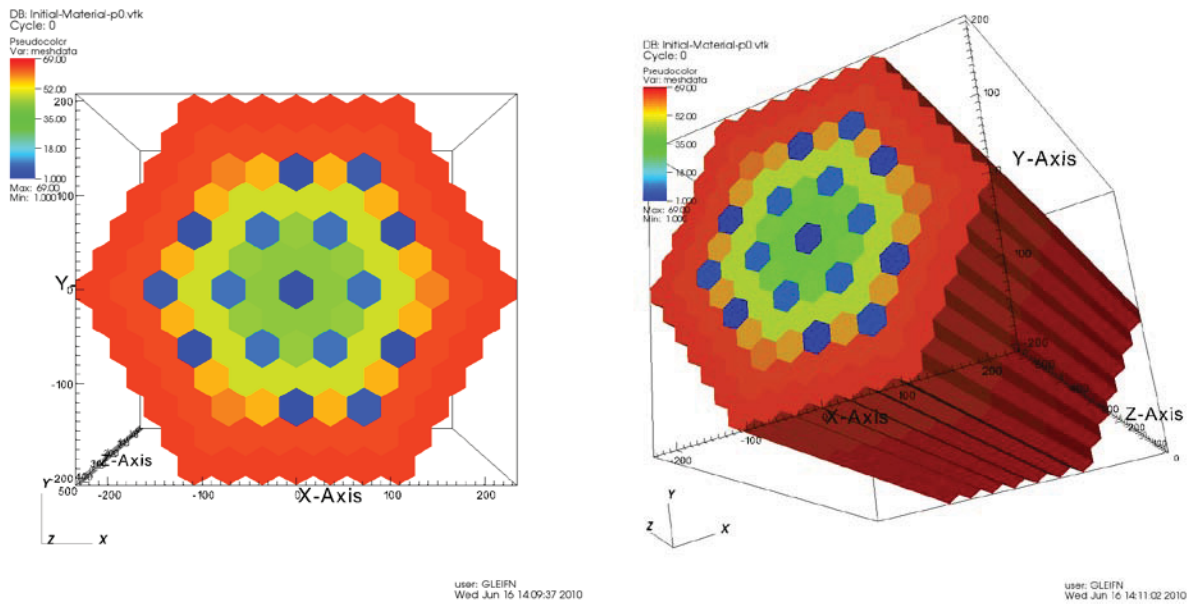 DB: Initial-Material-p0.vtk
Cycle: 0
Pseudocolor
Var: meshdata
69.00
52.00
35.00
18.00
1.000
Max: 69.00
Min: 1.000
200
100
Y-
0
-100
-200
Z-Axis
500
-200
-100
0
100
200
X-Axis
Y
Z X
user: GLEIFN
Wed Jun 16 14:09:37 2010
DB: Initial-Material-p0.vtk
Cycle: 0
Pseudocolor
Var: meshdata
69.00
52.00
35.00
18.00
1.000
Max: 69.00
Min: 1.000
200
100
Y-Axis
0
-100
-200
-200
-100
0
100
200
X-Axis
Z-Axis
0
Y
Z X
user: GLEIFN
Wed Jun 16 14:11:02 2010